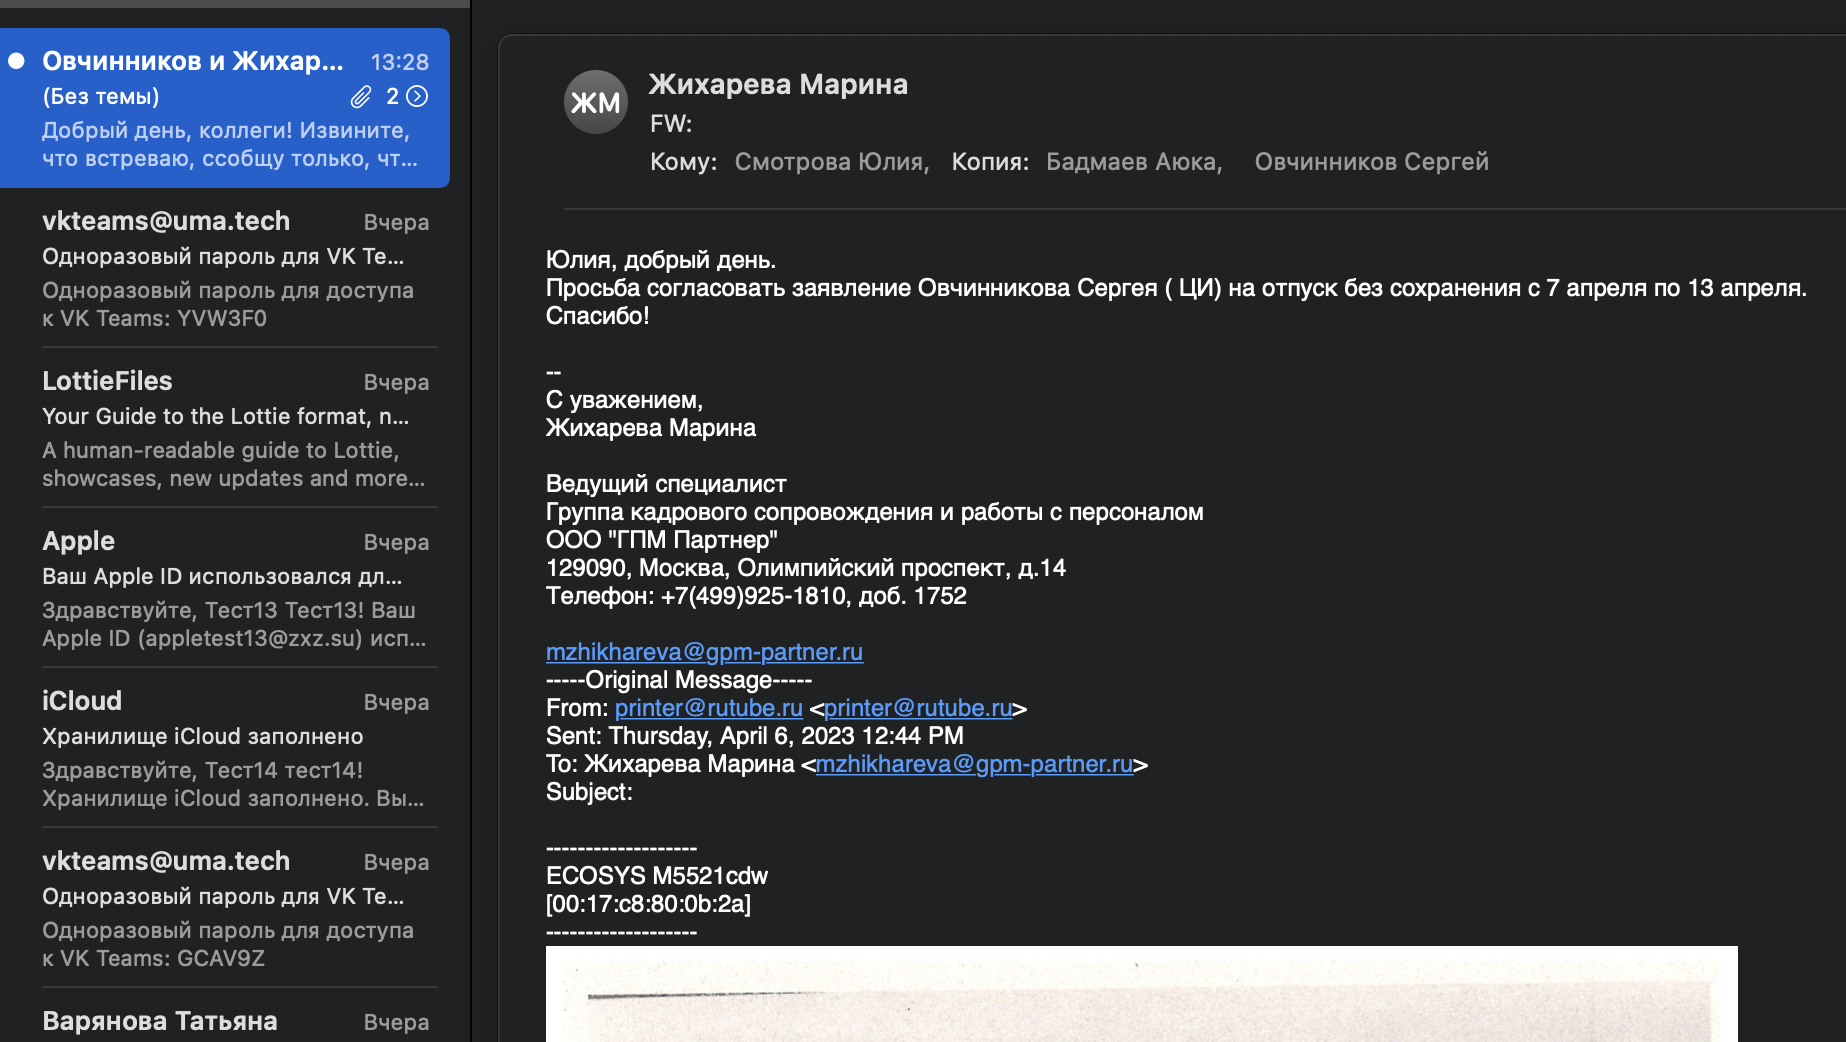 Овчинников и Жихар... 13:28
(Без темы) 2
Добрый день, коллеги! Извините,
что встреваю, ссобщу только, чт...
vkteams@uma.tech Вчера
Одноразовый пароль для VK Te...
Одноразовый пароль для доступа
к VK Teams: YVW3F0
LottieFiles Вчера
Your Guide to the Lottie format, n...
A human-readable guide to Lottie,
showcases, new updates and more...
Apple Вчера
Ваш Apple ID использовался дл...
Здравствуйте, Тест13 Тест13! Ваш
Apple ID (appletest13@zxz.su) исп...
iCloud Вчера
Хранилище iCloud заполнено
Здравствуйте, Тест14 тест14!
Хранилище iCloud заполнено. Вы...
vkteams@uma.tech Вчера
Одноразовый пароль для VK Te...
Одноразовый пароль для доступа
к VK Teams: GCAV9Z
Варянова Татьяна Вчера
ЖМ
Жихарева Марина
FW:
Кому: Смотрова Юлия, Копия: Бадмаев Аюка, Овчинников Сергей
Юлия, добрый день.
Просьба согласовать заявление Овчинникова Сергея ( ЦИ) на отпуск без сохранения с 7 апреля по 13 апреля.
Спасибо!
--
С уважением,
Жихарева Марина
Ведущий специалист
Группа кадрового сопровождения и работы с персоналом
ООО "ГПМ Партнер"
129090, Москва, Олимпийский проспект, д.14
Телефон: +7(499)925-1810, доб. 1752
mzhikhareva@gpm-partner.ru
-----Original Message-----
From: printer@rutube.ru <printer@rutube.ru>
Sent: Thursday, April 6, 2023 12:44 PM
To: Жихарева Марина <mzhikhareva@gpm-partner.ru>
Subject:
-------------------
ECOSYS M5521cdw
[00:17:c8:80:0b:2a]
-------------------